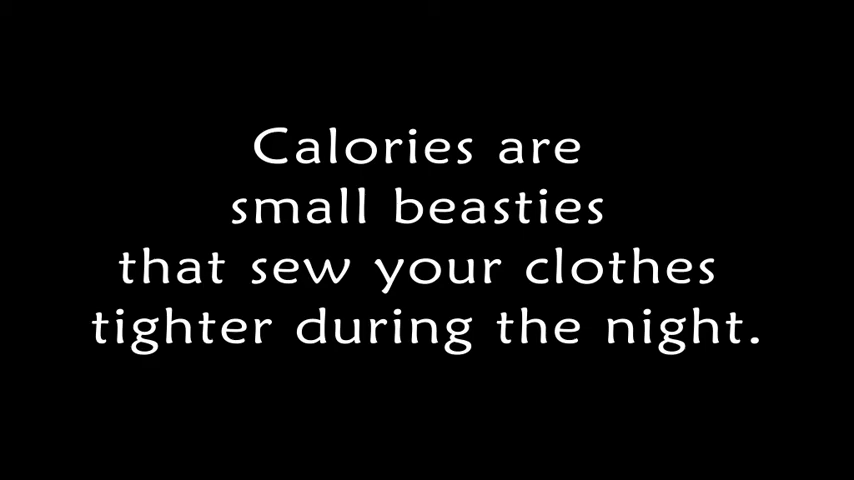 Calories are
small beasties
that sew your clothes
tighter during the night.